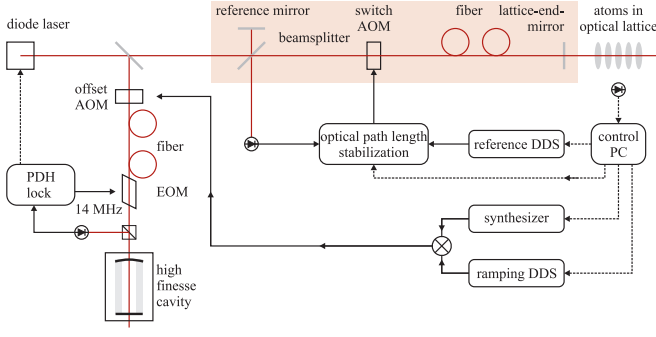 reference mirror
switch
AOM
fiber
lattice-end-
mirror
atoms in
optical lattice
diode laser
beamsplitter
offset
AOM
fiber
optical path length
stabilization
reference DDS
control
PC
PDH
lock
EOM
14 MHz
synthesizer
ramping DDS
high
finesse
cavity